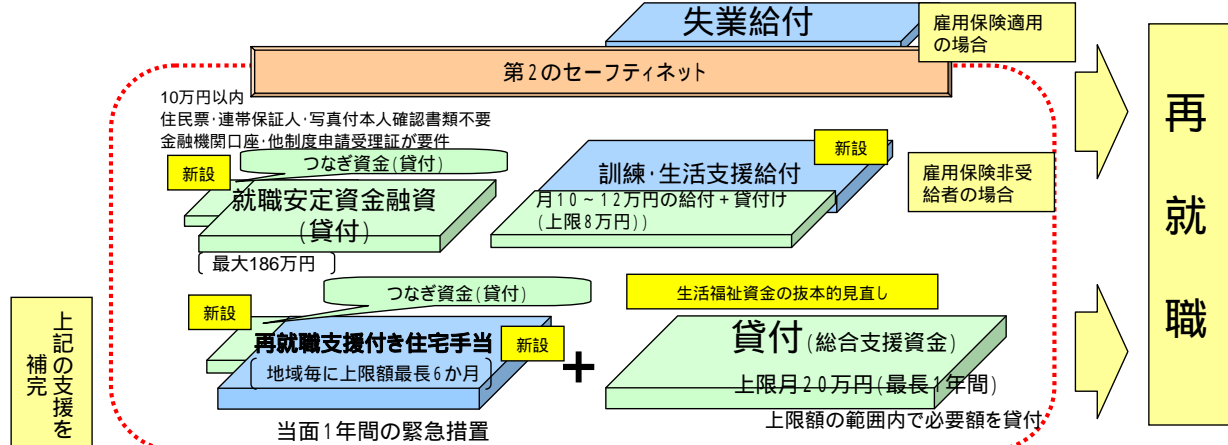 失業給付
雇用保険適用
の場合
第2のセーフティネット
10万円以内
住民票・連帯保証人・写真付本人確認書類不要
金融機関口座・他制度申請受理証が要件
つなぎ資金(貸付)
新設
就職安定資金融資
(貸付)
最大186万円
新設
訓練・生活支援給付
月10~12万円の給付+貸付け
(上限8万円))
雇用保険非受
給者の場合
つなぎ資金(貸付)
新設
再就職支援付き住宅手当
新設
地域毎に上限額最長6か月
当面1年間の緊急措置
+
生活福祉資金の抜本的見直し
貸付(総合支援資金)
上限月20万円(最長1年間)
上限額の範囲内で必要額を貸付
上記の支援を
補完
再就職